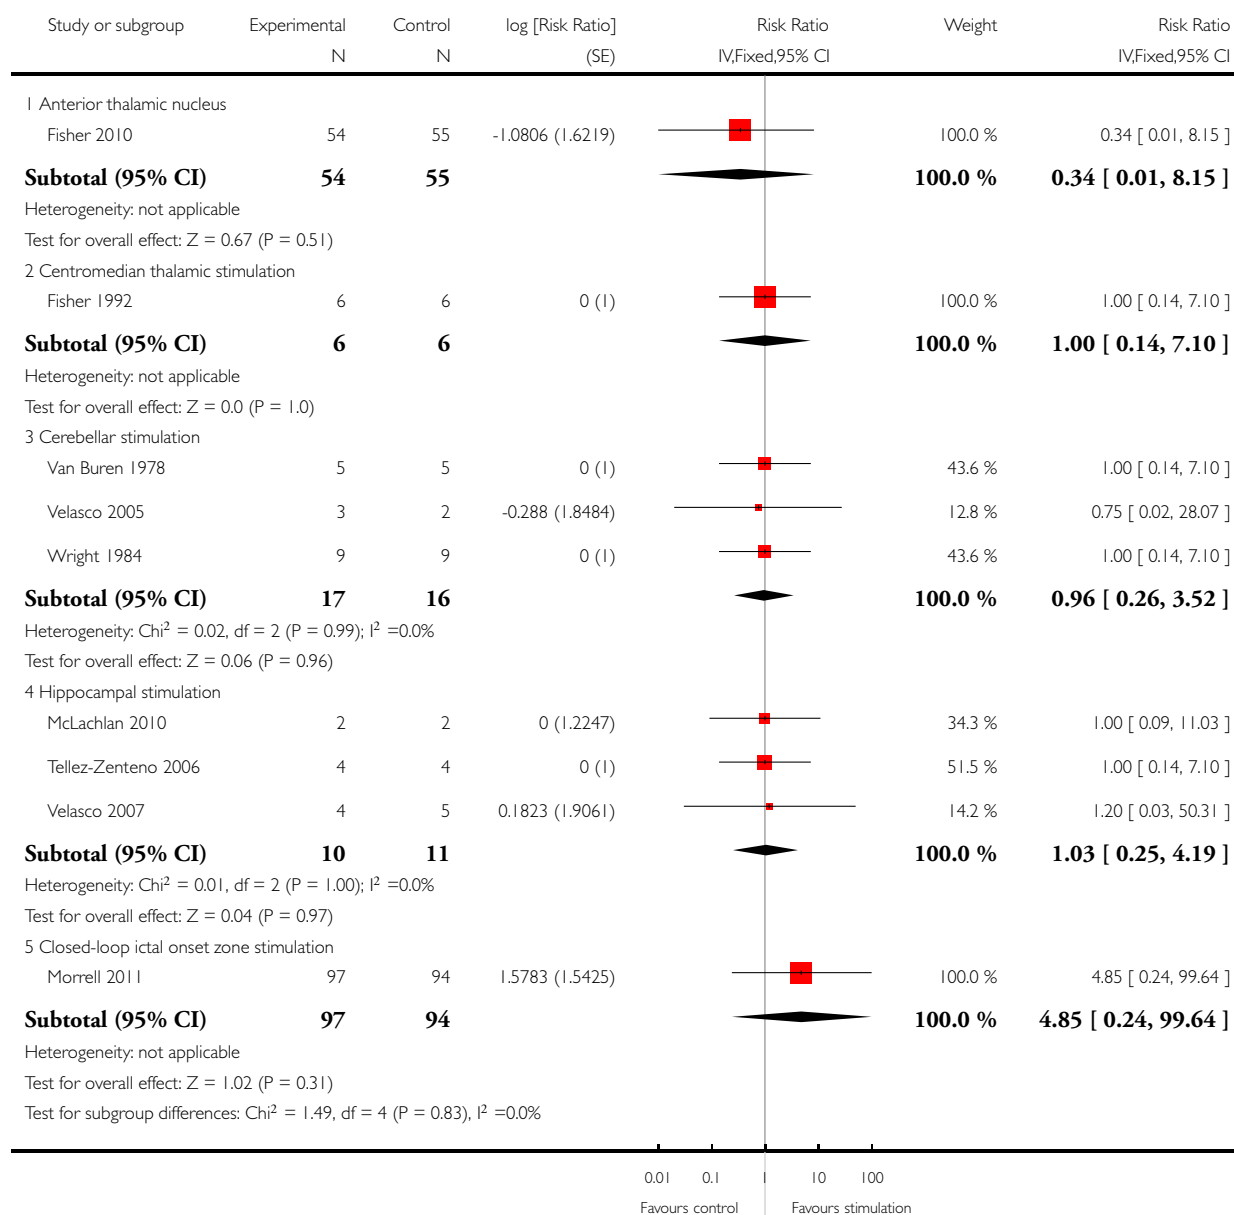 Study or subgroup Experimental Control log [Risk Ratio] Risk Ratio Weight Risk Ratio
N N (SE) IV,Fixed,95% CI IV,Fixed,95% CI
1 Anterior thalamic nucleus
Fisher 2010 54 55 -1.0806 (1.6219) 100.0 % 0.34 [ 0.01, 8.15 ]
Subtotal (95% CI) 54 55 100.0 % 0.34 [ 0.01, 8.15 ]
Heterogeneity: not applicable
Test for overall effect: Z = 0.67 (P = 0.51)
2 Centromedian thalamic stimulation
Fisher 1992 6 6 0 (1) 100.0 % 1.00 [ 0.14, 7.10 ]
Subtotal (95% CI) 6 6 100.0 % 1.00 [ 0.14, 7.10 ]
Heterogeneity: not applicable
Test for overall effect: Z = 0.0 (P = 1.0)
3 Cerebellar stimulation
Van Buren 1978 5 5 0 (1) 43.6 % 1.00 [ 0.14, 7.10 ]
Velasco 2005 3 2 -0.288 (1.8484) 12.8 % 0.75 [ 0.02, 28.07 ]
Wright 1984 9 9 0 (1) 43.6 % 1.00 [ 0.14, 7.10 ]
Subtotal (95% CI) 17 16 100.0 % 0.96 [ 0.26, 3.52 ]
Heterogeneity: Chi² = 0.02, df = 2 (P = 0.99); I² =0.0%
Test for overall effect: Z = 0.06 (P = 0.96)
4 Hippocampal stimulation
McLachlan 2010 2 2 0 (1.2247) 34.3 % 1.00 [ 0.09, 11.03 ]
Tellez-Zenteno 2006 4 4 0 (1) 51.5 % 1.00 [ 0.14, 7.10 ]
Velasco 2007 4 5 0.1823 (1.9061) 14.2 % 1.20 [ 0.03, 50.31 ]
Subtotal (95% CI) 10 11 100.0 % 1.03 [ 0.25, 4.19 ]
Heterogeneity: Chi² = 0.01, df = 2 (P = 1.00); I² =0.0%
Test for overall effect: Z = 0.04 (P = 0.97)
5 Closed-loop ictal onset zone stimulation
Morrell 2011 97 94 1.5783 (1.5425) 100.0 % 4.85 [ 0.24, 99.64 ]
Subtotal (95% CI) 97 94 100.0 % 4.85 [ 0.24, 99.64 ]
Heterogeneity: not applicable
Test for overall effect: Z = 1.02 (P = 0.31)
Test for subgroup differences: Chi² = 1.49, df = 4 (P = 0.83), I² =0.0%
0.01 0.1 1 10 100
Favours control Favours stimulation